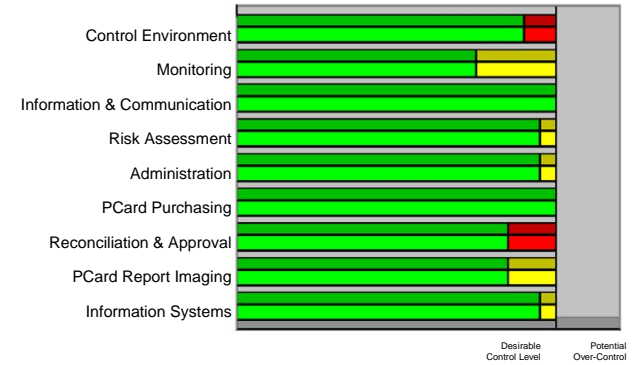 Control Environment
Monitoring
Information & Communication
Risk Assessment
Administration
PCard Purchasing
Reconciliation & Approval
PCard Report Imaging
Information Systems
Desirable
Control Level
Potential
Over-Control